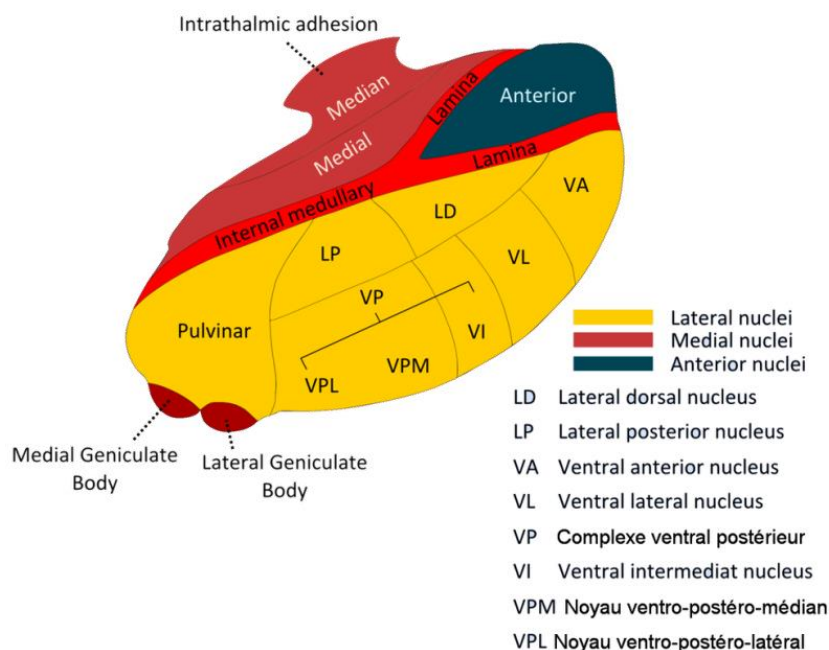 Intrathalmic adhesion
Median
Lamina
Anterior
Medial
Lamina
Internal medullary
VA
LD
LP
VL
VP
Pulvinar
VI
VPM
VPL
Medial Geniculate
Body
Lateral Geniculate
Body
Lateral nuclei
Medial nuclei
Anterior nuclei
LD Lateral dorsal nucleus
LP Lateral posterior nucleus
VA Ventral anterior nucleus
VL Ventral lateral nucleus
VP Complexe ventral postérieur
VI Ventral intermediat nucleus
VPM Noyau ventro-postéro-médian
VPL Noyau ventro-postéro-latéral